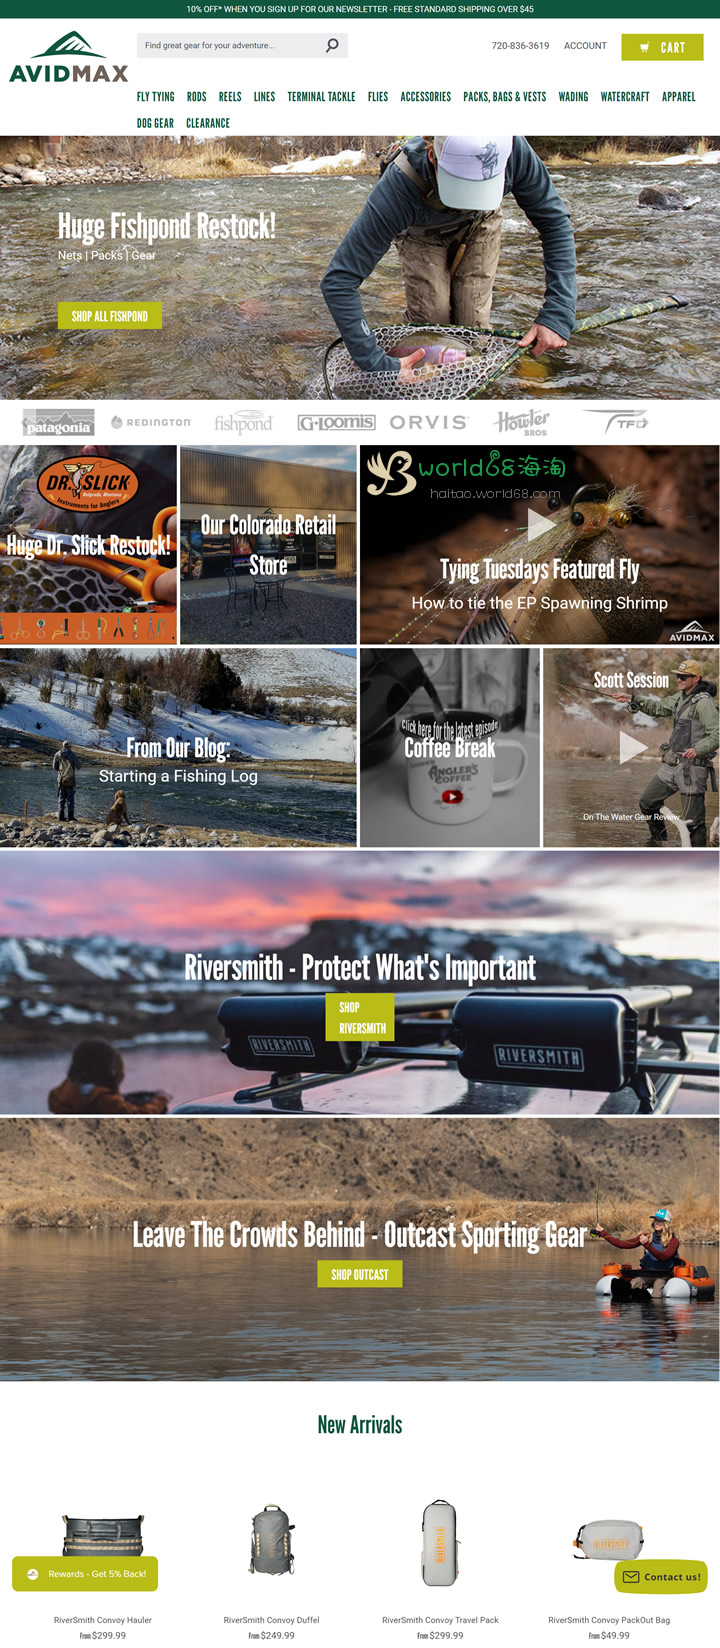 10% OFF* WHEN YOU SIGN UP FOR OUR NEWSLETTER - FREE STANDARD SHIPPING OVER $45
AVIDMAX
Find great gear for your adventure...
720-836-3619
ACCOUNT
CART
FLY TYING RODS REELS LINES TERMINAL TACKLE FLIES ACCESSORIES PACKS, BAGS & VESTS WADING WATERCRAFT APPAREL
DOG GEAR CLEARANCE
Huge Fishpond Restock!
Nets | Packs | Gear
SHOP ALL FISHPOND
patagonia REDINGTON fishpond G·Loomis ORVIS Howler BROS TFO
DR. SLICK
Belgrade, Montana
Instruments for Anglers
Huge Dr. Slick Restock!
Our Colorado Retail
Store
world68海淘
haitao.world68.com
Tying Tuesdays Featured Fly
How to tie the EP Spawning Shrimp
AVIDMAX
From Our Blog:
Starting a Fishing Log
Click here for the latest episode
Coffee Break
ANGLER'S
COFFEE
Scott Session
On The Water Gear Review
Riversmith - Protect What's Important
SHOP
RIVERSMITH
RIVERSMITH
RIVERSMITH
Leave The Crowds Behind - Outcast Sporting Gear
SHOP OUTCAST
New Arrivals
RIVERSMITH
Rewards - Get 5% Back!
Contact us!
RiverSmith Convoy Hauler
From $299.99
RiverSmith Convoy Duffel
From $249.99
RiverSmith Convoy Travel Pack
From $299.99
RiverSmith Convoy PackOut Bag
From $49.99